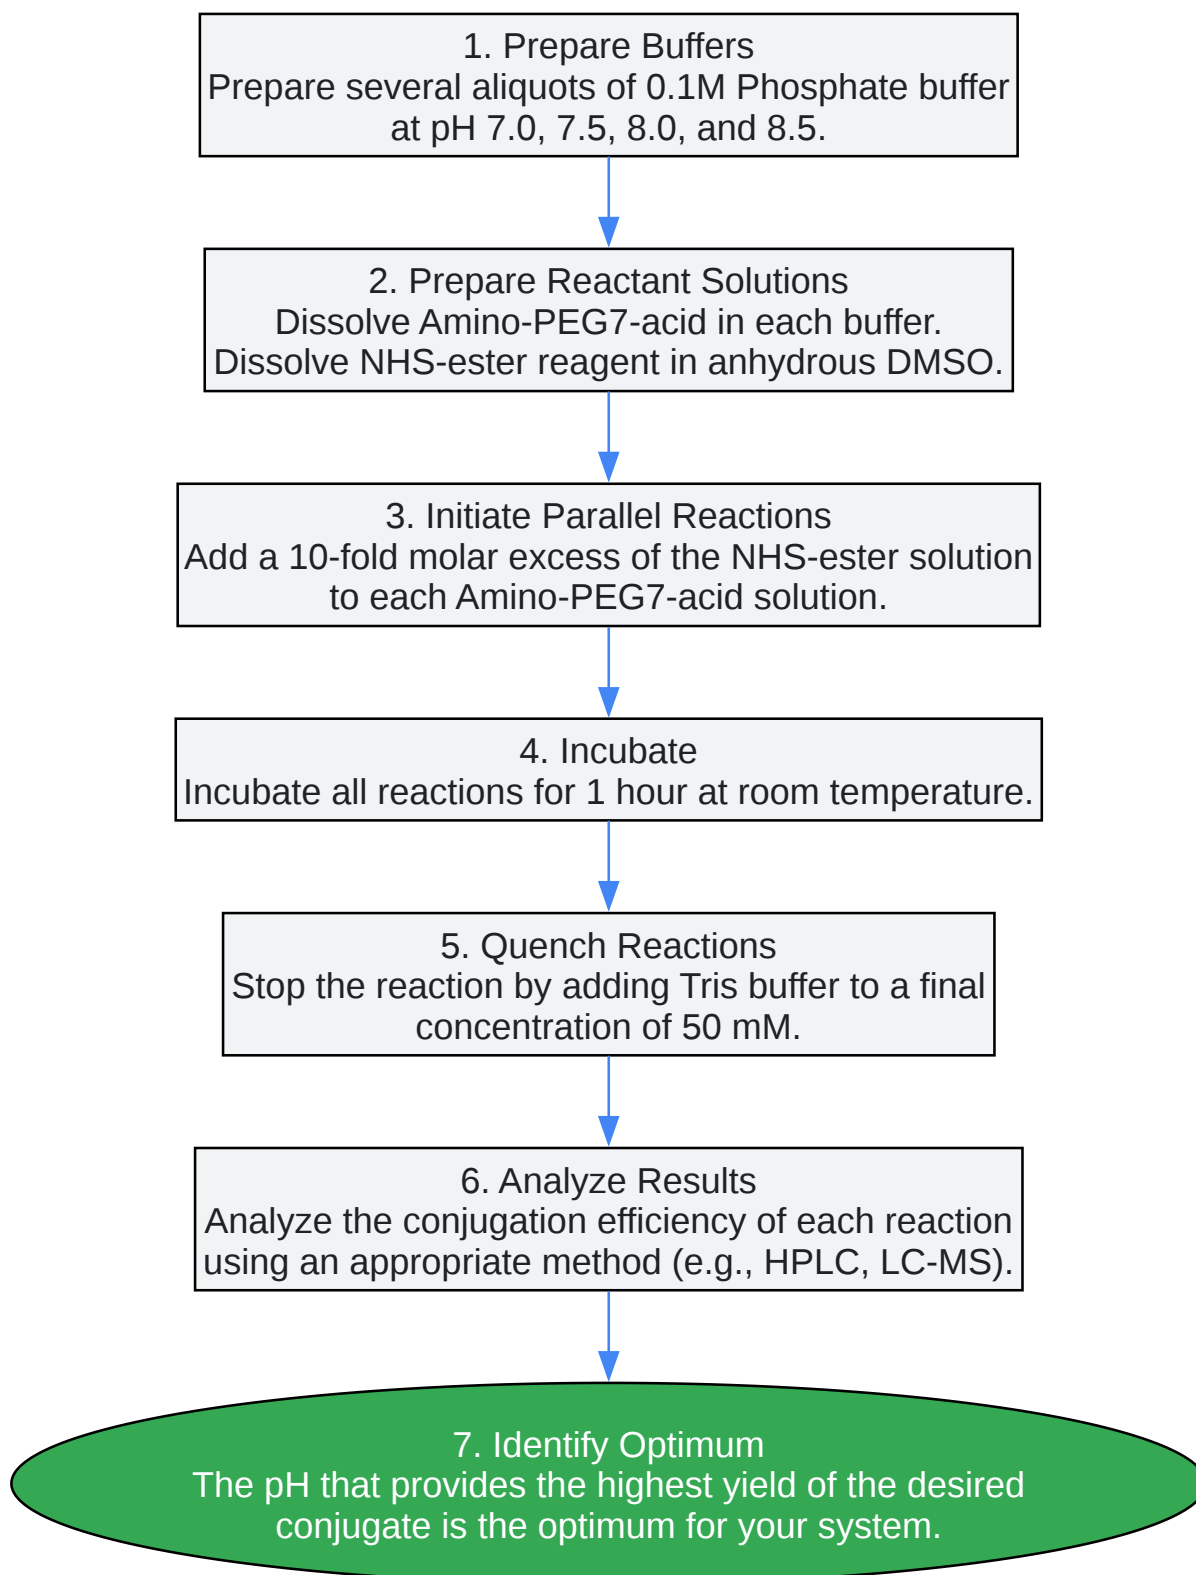 1. Prepare Buffers
Prepare several aliquots of 0.1M Phosphate buffer
at pH 7.0, 7.5, 8.0, and 8.5.
2. Prepare Reactant Solutions
Dissolve Amino-PEG7-acid in each buffer.
Dissolve NHS-ester reagent in anhydrous DMSO.
3. Initiate Parallel Reactions
Add a 10-fold molar excess of the NHS-ester solution
to each Amino-PEG7-acid solution.
4. Incubate
Incubate all reactions for 1 hour at room temperature.
5. Quench Reactions
Stop the reaction by adding Tris buffer to a final
concentration of 50 mM.
6. Analyze Results
Analyze the conjugation efficiency of each reaction
using an appropriate method (e.g., HPLC, LC-MS).
7. Identify Optimum
The pH that provides the highest yield of the desired
conjugate is the optimum for your system.